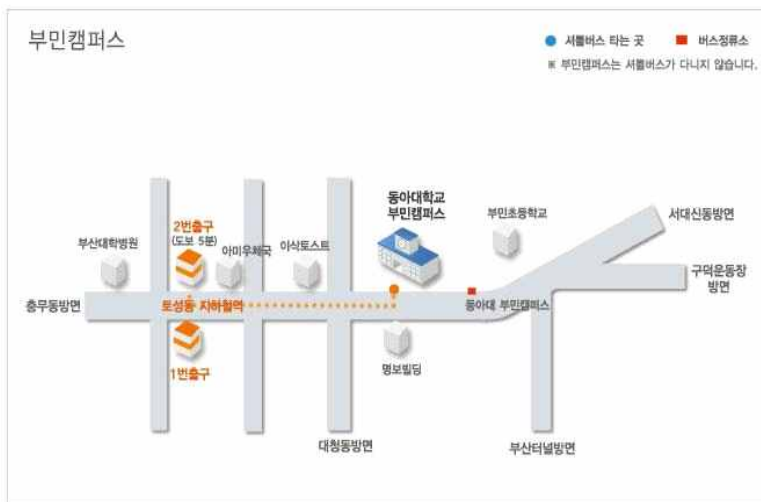 부민캠퍼스
셔틀버스 타는 곳
버스정류소
※ 부민캠퍼스는 셔틀버스가 다니지 않습니다.
동아대학교
부민캠퍼스
부민초등학교
서대신동방면
2번출구
(도보 5분)
부산대학병원
아미우체국
이삭토스트
구덕운동장
방면
충무동방면
토성동 지하철역
동아대 부민캠퍼스
1번출구
명보빌딩
대청동방면
부산터널방면